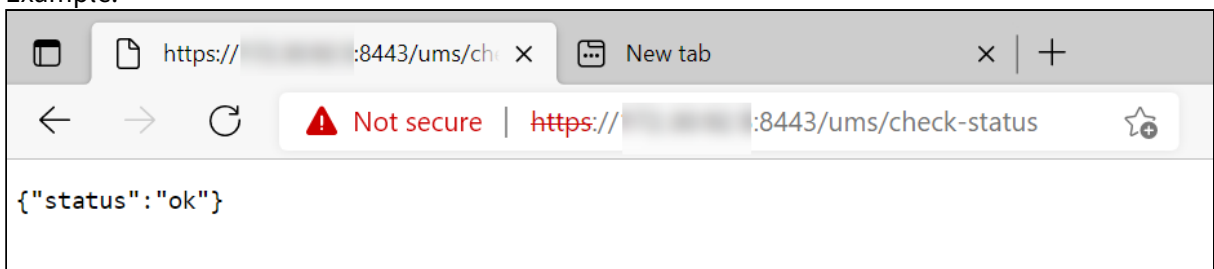 Example:
https:// :8443/ums/ch
New tab
Not secure | https:// :8443/ums/check-status
{"status":"ok"}